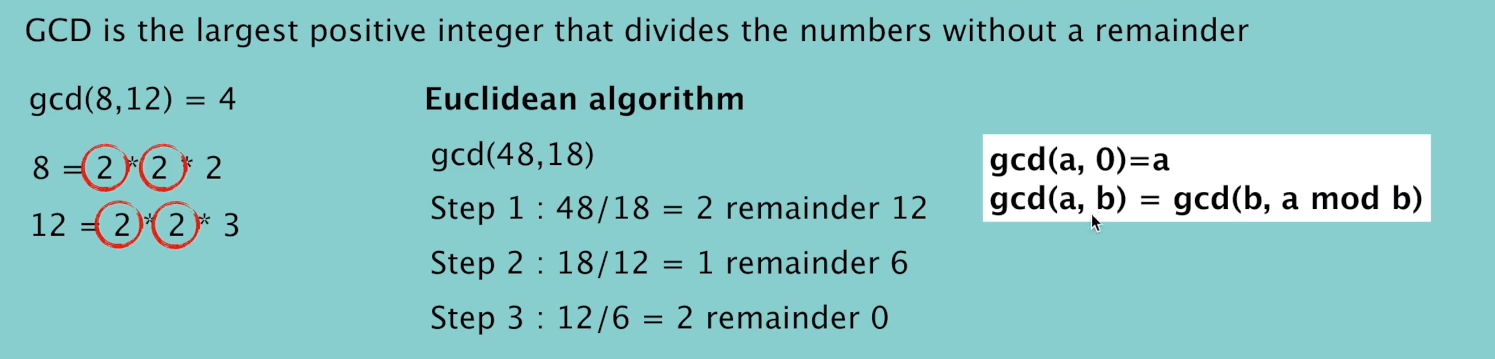 GCD is the largest positive integer that divides the numbers without a remainder
gcd(8,12) = 4
8 = 2 * 2 * 2
12 = 2 * 2 * 3
Euclidean algorithm
gcd(48,18)
Step 1 : 48/18 = 2 remainder 12
Step 2 : 18/12 = 1 remainder 6
Step 3 : 12/6 = 2 remainder 0
gcd(a, 0)=a
gcd(a, b) = gcd(b, a mod b)